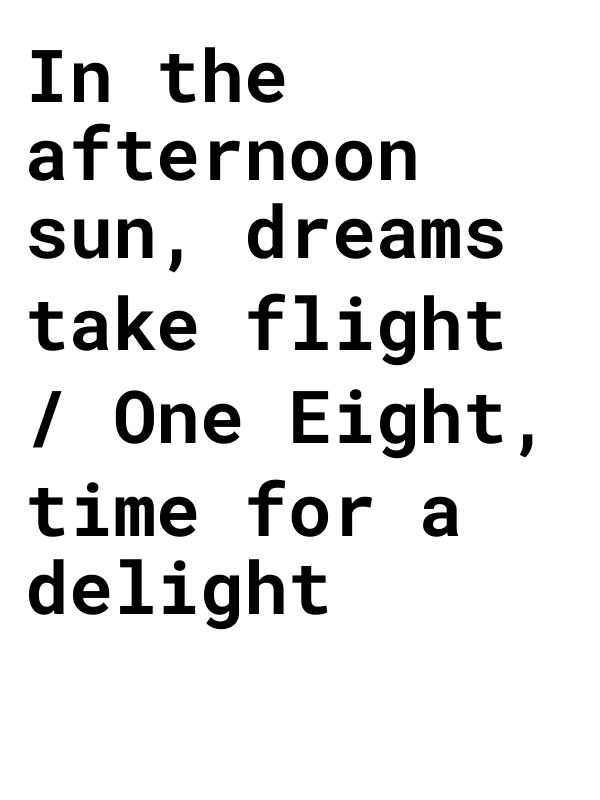 In the
afternoon
sun, dreams
take flight
/ One Eight,
time for a
delight